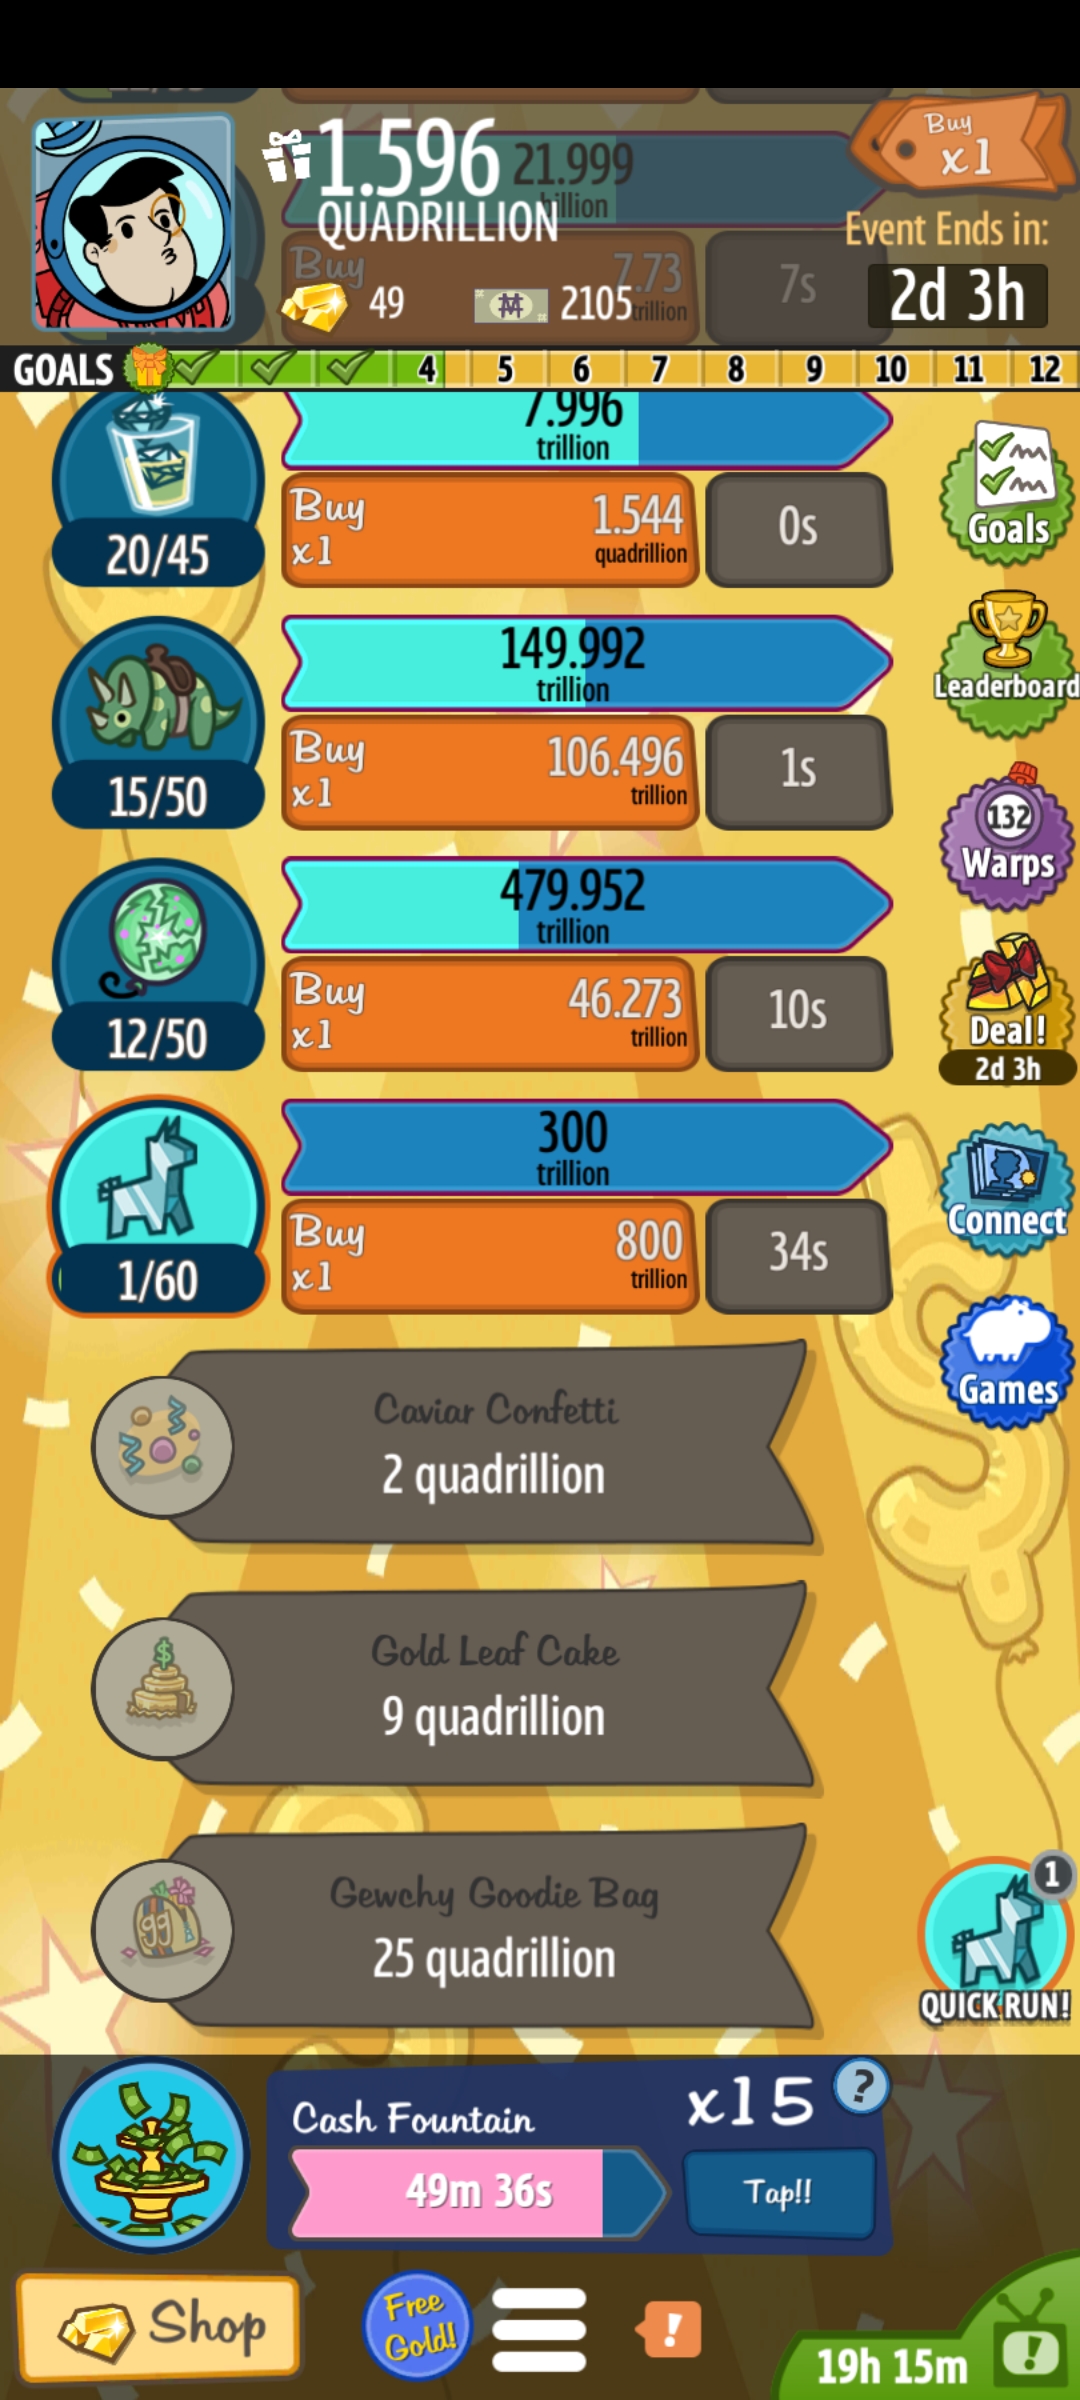 1.596
21.999
QUADRILLION
Buy
x1
Event Ends in:
2d 3h
Buy
7.73
trillion
7s
49
2105
GOALS 4 5 6 7 8 9 10 11 12
7.996
trillion
Buy
x1
1.544
quadrillion
0s
20/45
Goals
149.992
trillion
Buy
x1
106.496
trillion
1s
15/50
Leaderboard
132
Warps
479.952
trillion
Buy
x1
46.273
trillion
10s
12/50
Deal!
2d 3h
300
trillion
Buy
x1
800
trillion
34s
1/60
Connect
Games
Caviar Confetti
2 quadrillion
Gold Leaf Cake
9 quadrillion
Gewchy Goodie Bag
25 quadrillion
gg
1
QUICK RUN!
Cash Fountain
x15
?
49m 36s
Tap!!
Shop
Free
Gold!
!
19h 15m
!